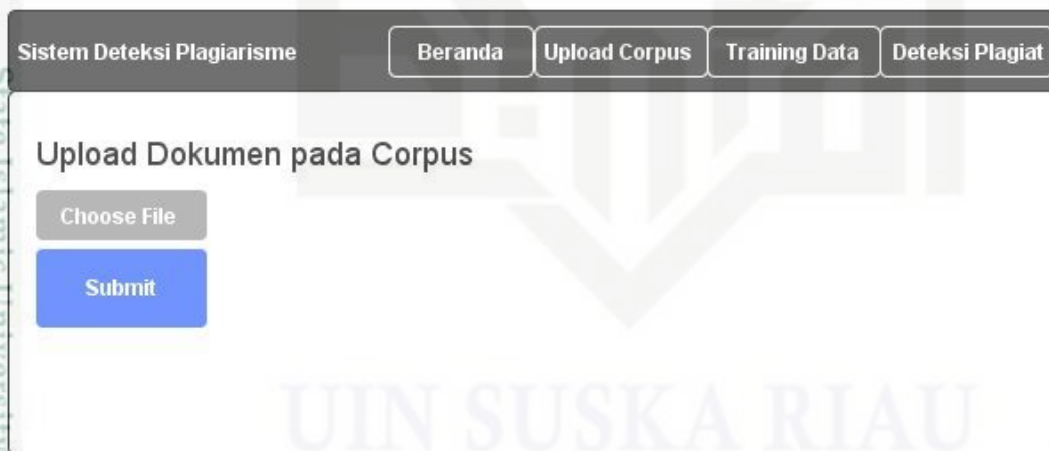 Sistem Deteksi Plagiarisme Beranda Upload Corpus Training Data Deteksi Plagiat
Upload Dokumen pada Corpus
Choose File
Submit
UIN SUSKA RIAU